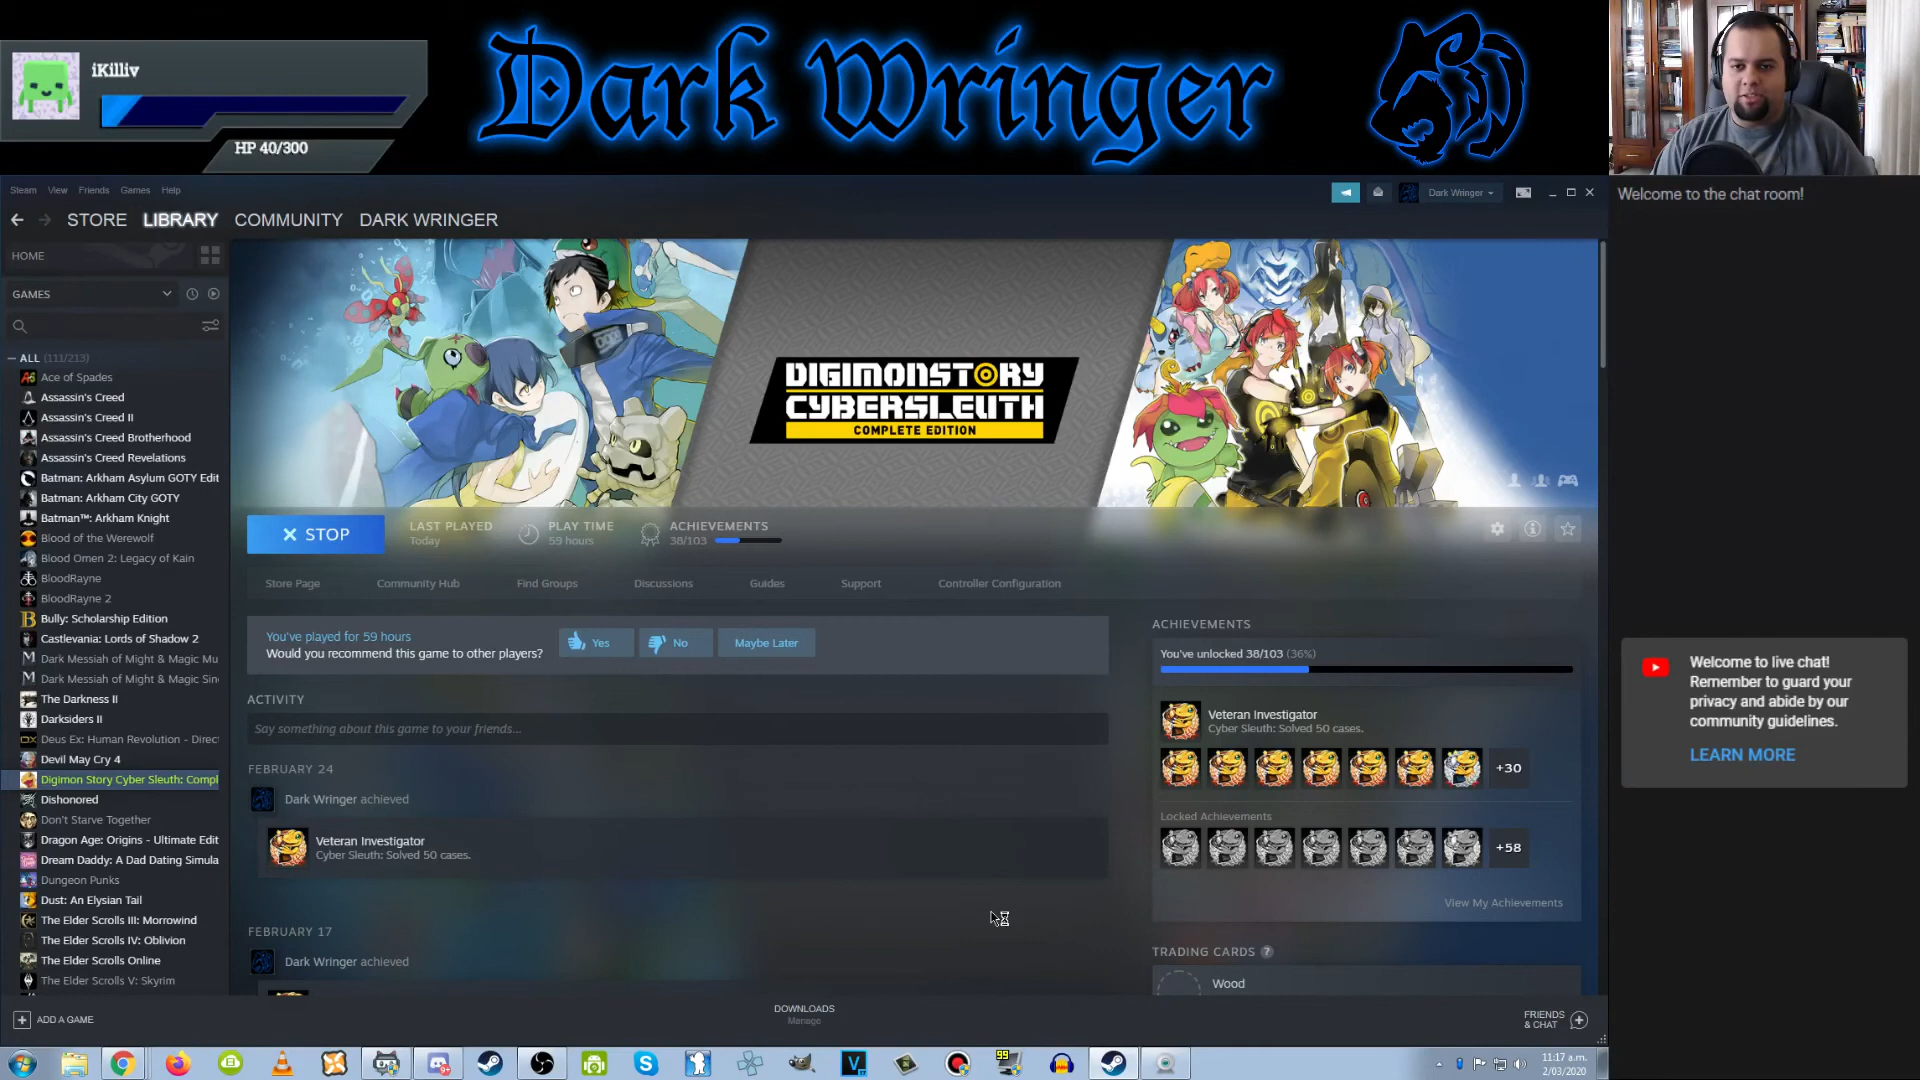 iKilliv
HP 40/300
Dark Wringer
Steam View Friends Games Help
Dark Wringer
STORE LIBRARY COMMUNITY DARK WRINGER
Welcome to the chat room!
HOME
GAMES
ALL (111/213)
Ace of Spades
Assassin's Creed
Assassin's Creed II
Assassin's Creed Brotherhood
Assassin's Creed Revelations
Batman: Arkham Asylum GOTY Edit
Batman: Arkham City GOTY
Batman™: Arkham Knight
Blood of the Werewolf
Blood Omen 2: Legacy of Kain
BloodRayne
BloodRayne 2
Bully: Scholarship Edition
Castlevania: Lords of Shadow 2
Dark Messiah of Might & Magic Mu
Dark Messiah of Might & Magic Sin
The Darkness II
Darksiders II
Deus Ex: Human Revolution - Direct
Devil May Cry 4
Digimon Story Cyber Sleuth: Compl
Dishonored
Don't Starve Together
Dragon Age: Origins - Ultimate Edit
Dream Daddy: A Dad Dating Simula
Dungeon Punks
Dust: An Elysian Tail
The Elder Scrolls III: Morrowind
The Elder Scrolls IV: Oblivion
The Elder Scrolls Online
The Elder Scrolls V: Skyrim
DIGIMONSTORY
CYBERSLEUTH
COMPLETE EDITION
STOP
LAST PLAYED
Today
PLAY TIME
59 hours
ACHIEVEMENTS
38/103
Store Page Community Hub Find Groups Discussions Guides Support Controller Configuration
You've played for 59 hours
Would you recommend this game to other players?
Yes No Maybe Later
ACTIVITY
Say something about this game to your friends...
FEBRUARY 24
Dark Wringer achieved
Veteran Investigator
Cyber Sleuth: Solved 50 cases.
FEBRUARY 17
Dark Wringer achieved
ACHIEVEMENTS
You've unlocked 38/103 (36%)
Veteran Investigator
Cyber Sleuth: Solved 50 cases.
+30
Locked Achievements
+58
View My Achievements
TRADING CARDS ?
Wood
Welcome to live chat!
Remember to guard your
privacy and abide by our
community guidelines.
LEARN MORE
ADD A GAME
DOWNLOADS
Manage
FRIENDS
& CHAT
99
11:17 a.m.
2/03/2020